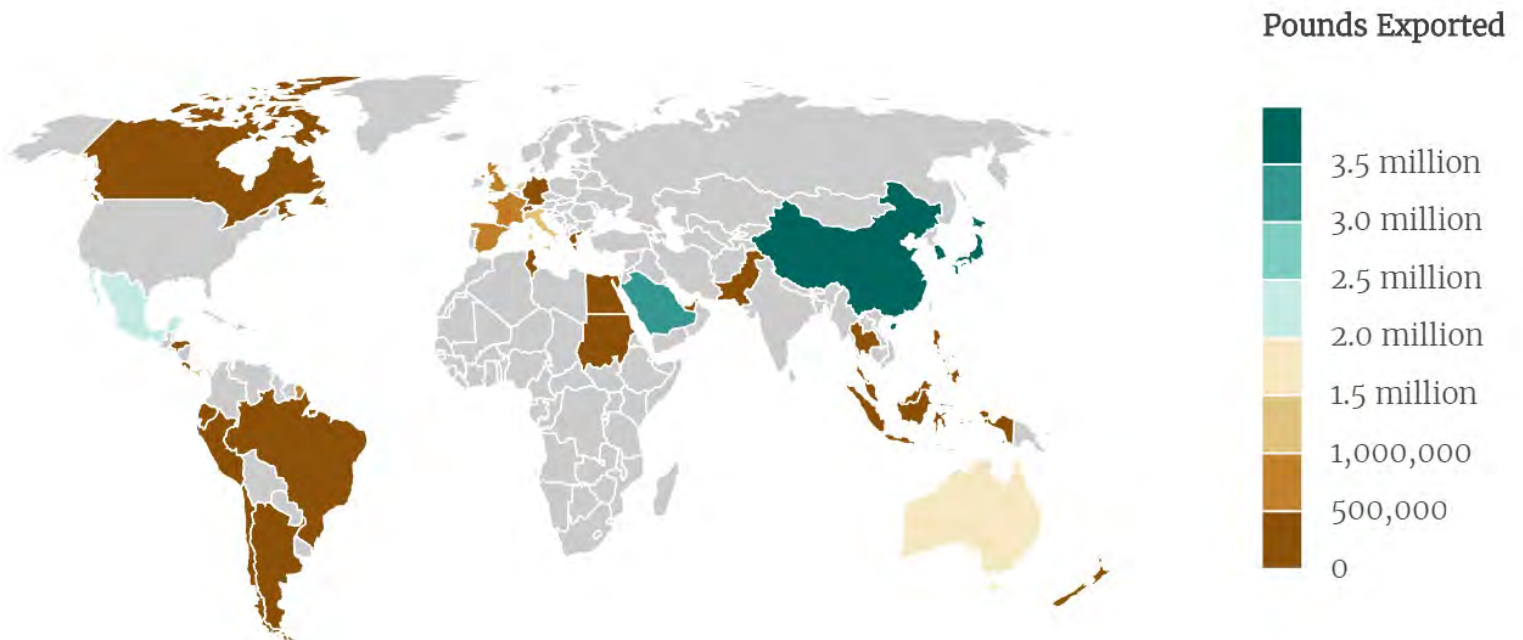 Pounds Exported
3.5 million
3.0 million
2.5 million
2.0 million
1.5 million
1,000,000
500,000
0